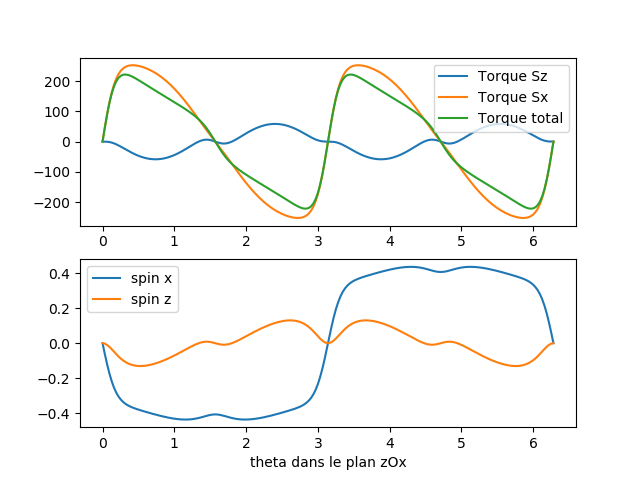 200
100
0
−100
−200
Torque Sz
Torque Sx
Torque total
0 1 2 3 4 5 6
0.4
0.2
0.0
−0.2
−0.4
spin x
spin z
0 1 2 3 4 5 6
theta dans le plan zOx